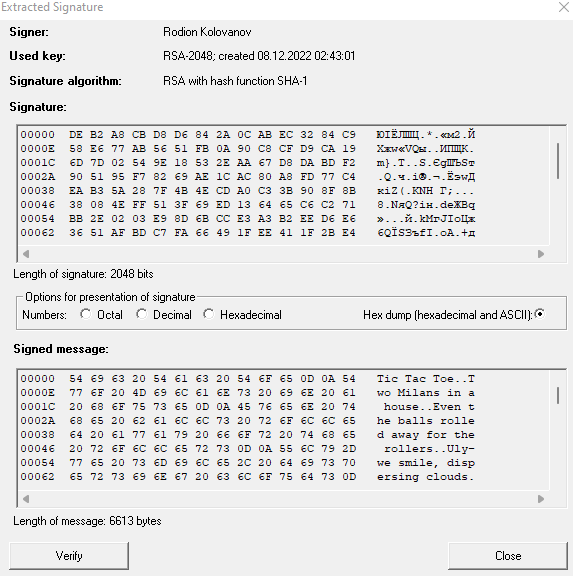 Extracted Signature
Signer: Rodion Kolovanov
Used key: RSA-2048; created 08.12.2022 02:43:01
Signature algorithm: RSA with hash function SHA-1
Signature:
00000 DE B2 A8 CB D8 D6 84 2A 0C AB EC 32 84 C9 ЮІЁЛШЦ.*.«м2.Й
0000E 58 E6 77 AB 56 51 FB 0A 90 C8 CF D9 CA 19 Xжw«VQы..ИПЩК.
0001C 6D 7D 02 54 9E 18 53 2E AA 67 D8 DA BD F2 m}.T..S.ЄgШЪЅт
0002A 90 51 95 F7 82 69 AE 1C AC 80 A8 FD 77 C4 .Q.ч.i®.¬.ЁэwД
00038 EA B3 5A 28 7F 4B 4E CD A0 C3 3B 90 8F 8B кіZ(.KNН Г;...
00046 38 08 4E FF 51 3F 69 ED 13 64 65 C6 C2 71 8.NяQ?iн.deЖВq
00054 BB 2E 02 03 E9 8D 6B CC E3 A3 B2 EE D6 E6 »...й.kМгЈІоЦж
00062 36 51 AF BD C7 FA 66 49 1F EE 41 1F 2B E4 6QЇЅЗъfI.оA.+д
Length of signature: 2048 bits
Options for presentation of signature
Numbers: Octal Decimal Hexadecimal Hex dump (hexadecimal and ASCII):
Signed message:
00000 54 69 63 20 54 61 63 20 54 6F 65 0D 0A 54 Tic Tac Toe..T
0000E 77 6F 20 4D 69 6C 61 6E 73 20 69 6E 20 61 wo Milans in a
0001C 20 68 6F 75 73 65 0D 0A 45 76 65 6E 20 74 house..Even t
0002A 68 65 20 62 61 6C 6C 73 20 72 6F 6C 6C 65 he balls rolle
00038 64 20 61 77 61 79 20 66 6F 72 20 74 68 65 d away for the
00046 20 72 6F 6C 6C 65 72 73 0D 0A 55 6C 79 2D rollers..Uly-
00054 77 65 20 73 6D 69 6C 65 2C 20 64 69 73 70 we smile, disp
00062 65 72 73 69 6E 67 20 63 6C 6F 75 64 73 0D ersing clouds.
Length of message: 6613 bytes
Verify
Close